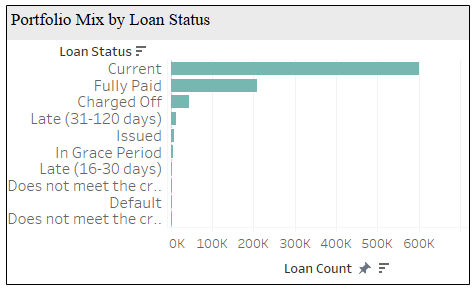 Portfolio Mix by Loan Status
Loan Status
Current
Fully Paid
Charged Off
Late (31-120 days)
Issued
In Grace Period
Late (16-30 days)
Does not meet the cr..
Default
Does not meet the cr..
0K 100K 200K 300K 400K 500K 600K
Loan Count